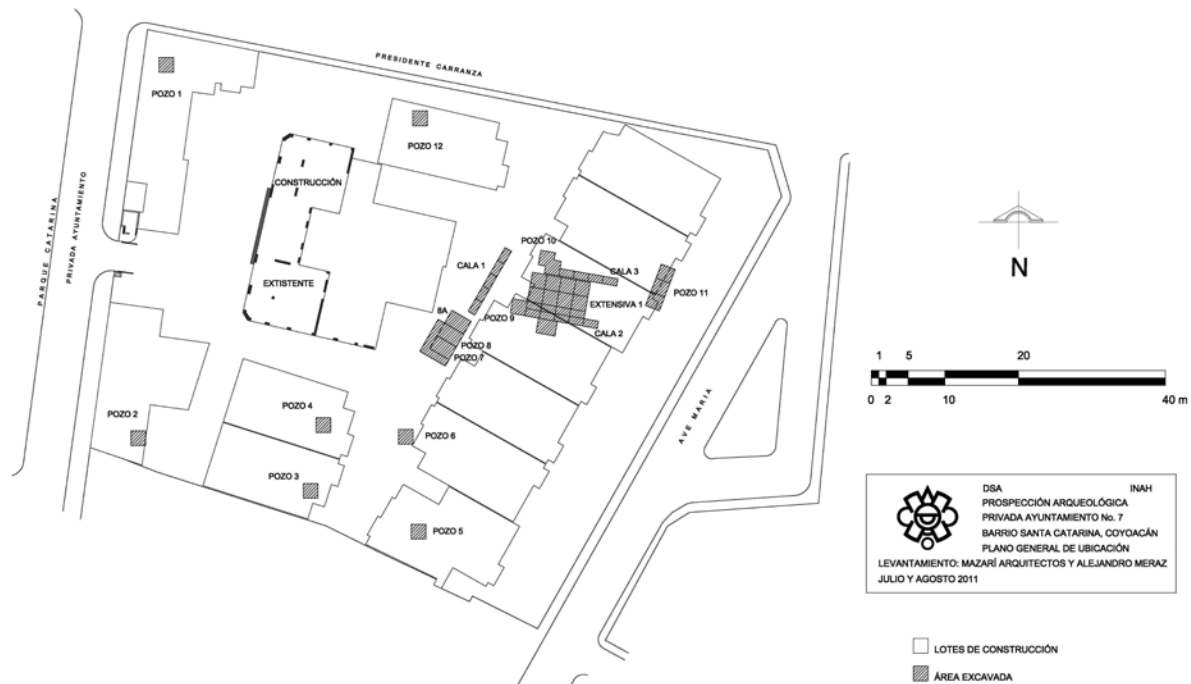 PRESIDENTE CARRANZA
POZO 1
POZO 12
PARQUE CATARINA
PRIVADA AYUNTAMIENTO
CONSTRUCCIÓN
EXTISTENTE
POZO 10
CALA 1
CALA 3
POZO 11
EXTENSIVA 1
8A
POZO 9
CALA 2
POZO 8
POZO 7
POZO 2
POZO 4
POZO 6
POZO 3
POZO 5
AVE MARIA
N
1 5 20
0 2 10 40 m
DSA INAH
PROSPECCIÓN ARQUEOLÓGICA
PRIVADA AYUNTAMIENTO No. 7
BARRIO SANTA CATARINA, COYOACÁN
PLANO GENERAL DE UBICACIÓN
LEVANTAMIENTO: MAZARÍ ARQUITECTOS Y ALEJANDRO MERAZ
JULIO Y AGOSTO 2011
LOTES DE CONSTRUCCIÓN
ÁREA EXCAVADA